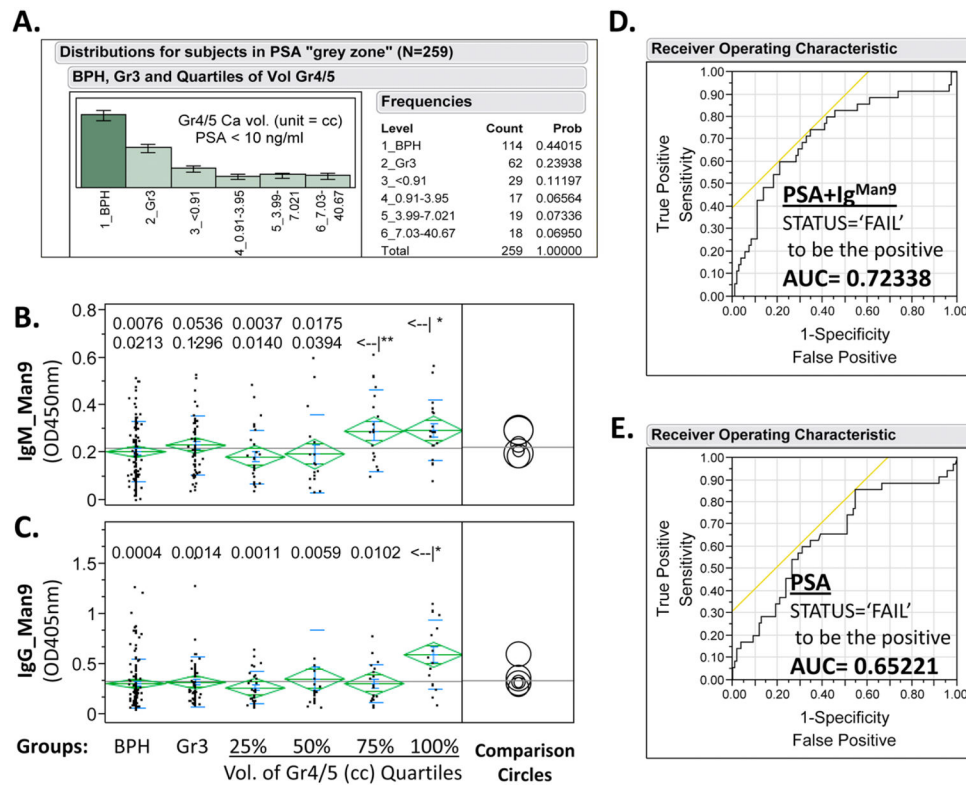 A.
Distributions for subjects in PSA "grey zone" (N=259)
BPH, Gr3 and Quartiles of Vol Gr4/5
Gr4/5 Ca vol. (unit = cc)
PSA < 10 ng/ml
1_BPH
2_Gr3
3_<0.91
4_0.91-3.95
5_3.99-
7.021
6_7.03-
40.67
Frequencies
Level Count Prob
1_BPH 114 0.44015
2_Gr3 62 0.23938
3_<0.91 29 0.11197
4_0.91-3.95 17 0.06564
5_3.99-7.021 19 0.07336
6_7.03-40.67 18 0.06950
Total 259 1.00000
B.
IgM_Man9
(OD450nm)
0.8
0.6
0.4
0.2
0
0.0076 0.0536 0.0037 0.0175 <--| *
0.0213 0.1296 0.0140 0.0394 <--|**
C.
IgG_Man9
(OD405nm)
1.5
1
0.5
0
0.0004 0.0014 0.0011 0.0059 0.0102 <--|*
Groups: BPH Gr3 25% 50% 75% 100%
Vol. of Gr4/5 (cc) Quartiles
Comparison
Circles
D.
Receiver Operating Characteristic
True Positive
Sensitivity
1.00
0.90
0.80
0.70
0.60
0.50
0.40
0.30
0.20
0.10
0.00
PSA+IgMan9
STATUS=‘FAIL’
to be the positive
AUC= 0.72338
0.00 0.20 0.40 0.60 0.80 1.00
1-Specificity
False Positive
E.
Receiver Operating Characteristic
True Positive
Sensitivity
1.00
0.90
0.80
0.70
0.60
0.50
0.40
0.30
0.20
0.10
0.00
PSA
STATUS=‘FAIL’
to be the positive
AUC= 0.65221
0.00 0.20 0.40 0.60 0.80 1.00
1-Specificity
False Positive